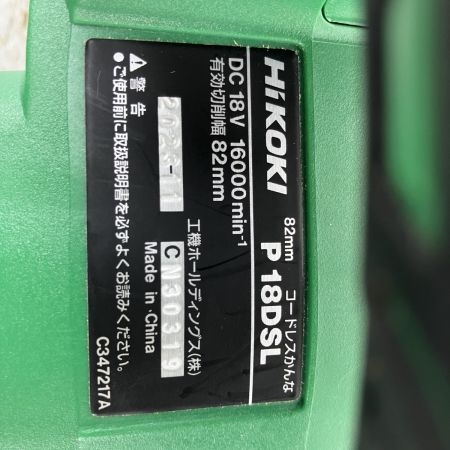 HiKOKI
82mm
コードレスかんな
P 18DSL
DC 18V 16000min⁻¹
有効切削幅 82mm
工機ホールディングス(株)
CN30319
Made in China
⚠警告
●ご使用前に取扱説明書を必ずよくお読みください。
C347217A